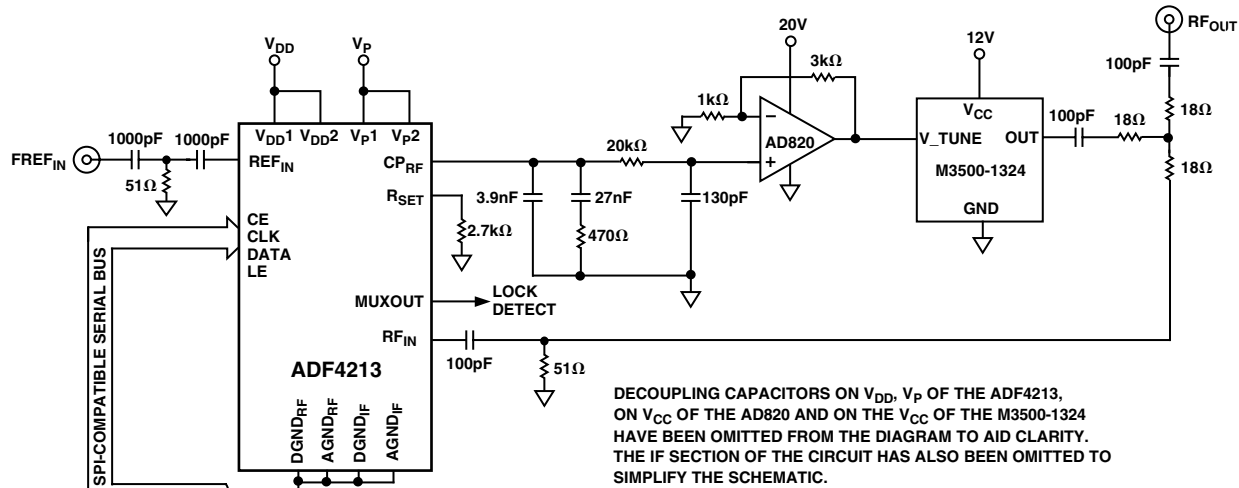 RFOUT
20V
12V
VDD
VP
3kΩ
100pF
1kΩ
18Ω
1000pF 1000pF
VDD1 VDD2 VP1 VP2
AD820
VCC
100pF
18Ω
V_TUNE OUT
FREFIN
REFIN
CPRF
20kΩ
18Ω
M3500-1324
51Ω
RSET
3.9nF
27nF
130pF
GND
CE
CLK
DATA
LE
2.7kΩ
470Ω
SPI-COMPATIBLE SERIAL BUS
MUXOUT
LOCK
DETECT
RFIN
100pF
51Ω
ADF4213
DGNDRF
AGNDRF
DGNDIF
AGNDIF
DECOUPLING CAPACITORS ON VDD, VP OF THE ADF4213,
ON VCC OF THE AD820 AND ON THE VCC OF THE M3500-1324
HAVE BEEN OMITTED FROM THE DIAGRAM TO AID CLARITY.
THE IF SECTION OF THE CIRCUIT HAS ALSO BEEN OMITTED TO
SIMPLIFY THE SCHEMATIC.